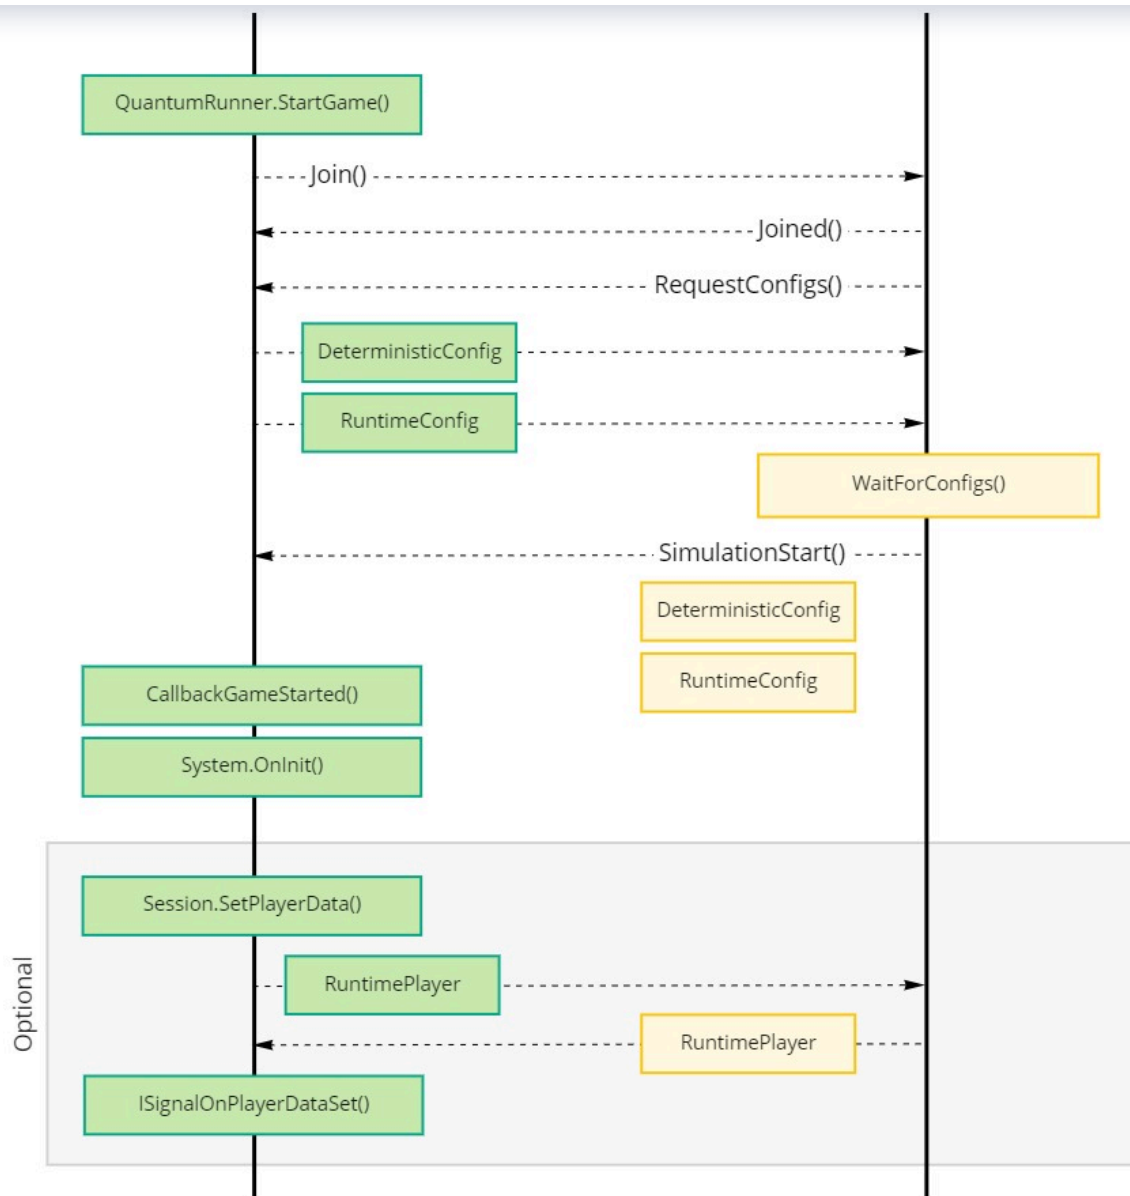 QuantumRunner.StartGame()
Join()
Joined()
RequestConfigs()
DeterministicConfig
RuntimeConfig
WaitForConfigs()
SimulationStart()
DeterministicConfig
RuntimeConfig
CallbackGameStarted()
System.OnInit()
Optional
Session.SetPlayerData()
RuntimePlayer
RuntimePlayer
ISignalOnPlayerDataSet()